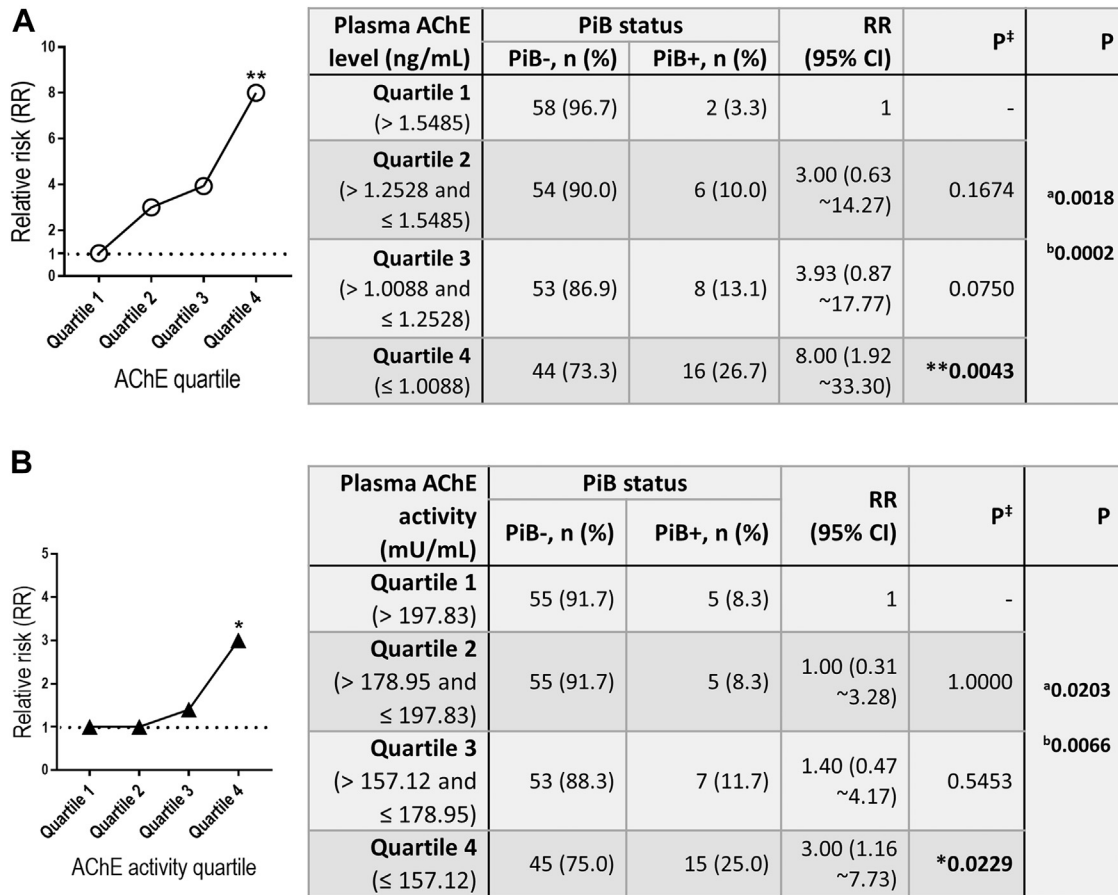 A
Relative risk (RR)
10
8
6
4
2
1
0
**
Quartile 1
Quartile 2
Quartile 3
Quartile 4
AChE quartile
Plasma AChE level (ng/mL) PiB status RR (95% CI) P‡ P
PiB-, n (%) PiB+, n (%)
Quartile 1
(> 1.5485) 58 (96.7) 2 (3.3) 1 -
Quartile 2
(> 1.2528 and
≤ 1.5485) 54 (90.0) 6 (10.0) 3.00 (0.63
~14.27) 0.1674
Quartile 3
(> 1.0088 and
≤ 1.2528) 53 (86.9) 8 (13.1) 3.93 (0.87
~17.77) 0.0750
Quartile 4
(≤ 1.0088) 44 (73.3) 16 (26.7) 8.00 (1.92
~33.30) **0.0043
ᵃ0.0018
ᵇ0.0002
B
Relative risk (RR)
5
4
3
2
1
0
*
Quartile 1
Quartile 2
Quartile 3
Quartile 4
AChE activity quartile
Plasma AChE activity (mU/mL) PiB status RR (95% CI) P‡ P
PiB-, n (%) PiB+, n (%)
Quartile 1
(> 197.83) 55 (91.7) 5 (8.3) 1 -
Quartile 2
(> 178.95 and
≤ 197.83) 55 (91.7) 5 (8.3) 1.00 (0.31
~3.28) 1.0000
Quartile 3
(> 157.12 and
≤ 178.95) 53 (88.3) 7 (11.7) 1.40 (0.47
~4.17) 0.5453
Quartile 4
(≤ 157.12) 45 (75.0) 15 (25.0) 3.00 (1.16
~7.73) *0.0229
ᵃ0.0203
ᵇ0.0066